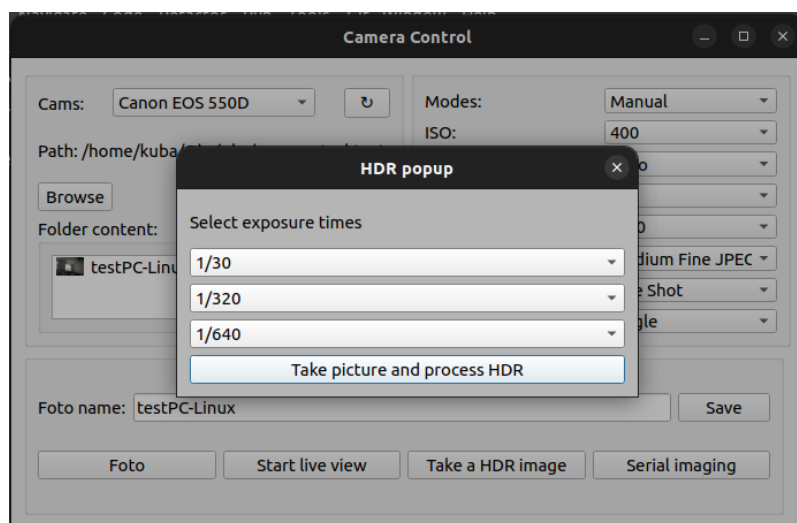 Camera Control
Cams: Canon EOS 550D
Modes: Manual
ISO: 400
Path: /home/kuba
HDR popup
Browse
Select exposure times
Folder content:
1/30
testPC-Linu
1/320
1/640
Take picture and process HDR
Foto name: testPC-Linux Save
Foto Start live view Take a HDR image Serial imaging